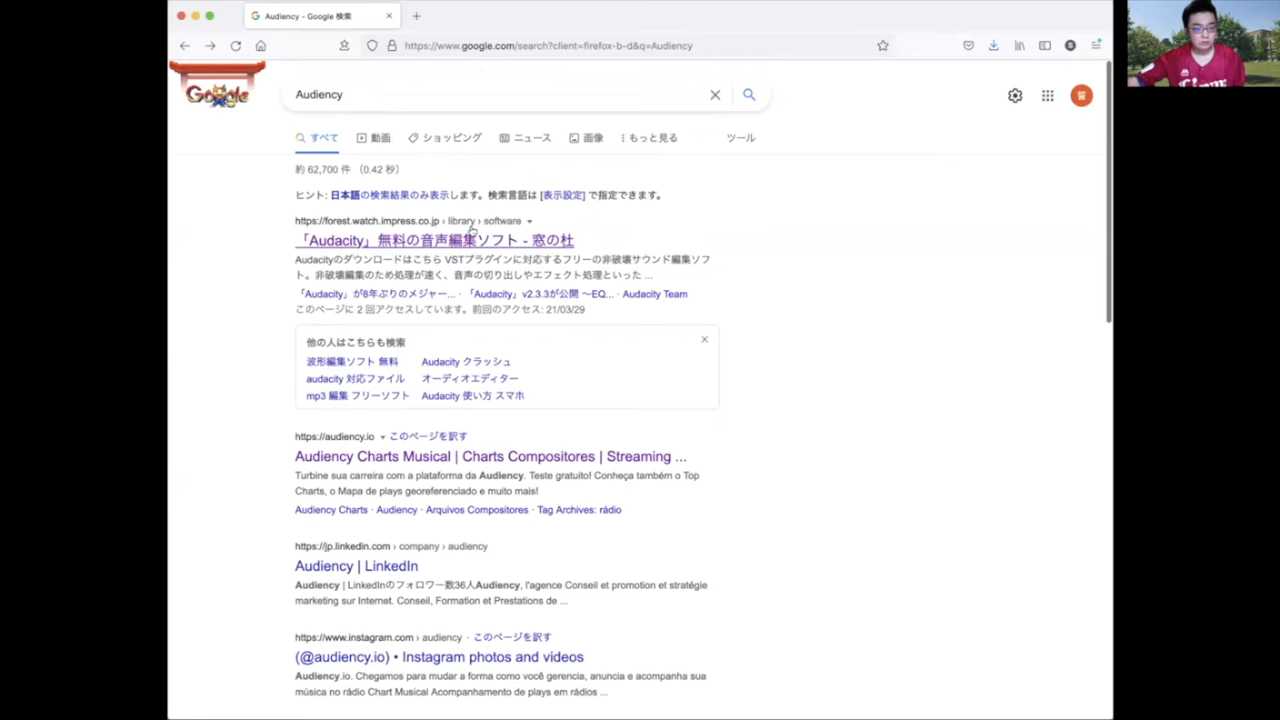 Audiency - Google 検索
https://www.google.com/search?client=firefox-b-d&q=Audiency
Google
Audiency
すべて 動画 ショッピング ニュース 画像 もっと見る ツール
約 62,700 件 （0.42 秒）
ヒント: 日本語の検索結果のみ表示します。検索言語は [表示設定] で指定できます。
https://forest.watch.impress.co.jp › library › software
「Audacity」無料の音声編集ソフト - 窓の杜
Audacityのダウンロードはこちら VSTプラグインに対応するフリーの非破壊サウンド編集ソフ
ト。非破壊編集のため処理が速く、音声の切り出しやエフェクト処理といった ...
「Audacity」が8年ぶりのメジャー... · 「Audacity」v2.3.3が公開 〜EQ... · Audacity Team
このページに 2 回アクセスしています。前回のアクセス: 21/03/29
他の人はこちらも検索
波形編集ソフト 無料 Audacity クラッシュ
audacity 対応ファイル オーディオエディター
mp3 編集 フリーソフト Audacity 使い方 スマホ
https://audiency.io このページを訳す
Audiency Charts Musical | Charts Compositores | Streaming ...
Turbine sua carreira com a plataforma da Audiency. Teste gratuito! Conheça também o Top
Charts, o Mapa de plays georeferenciado e muito mais!
Audiency Charts · Audiency · Arquivos Compositores · Tag Archives: rádio
https://jp.linkedin.com › company › audiency
Audiency | LinkedIn
Audiency | LinkedInのフォロワー数36人Audiency, l'agence Conseil et promotion et stratégie
marketing sur Internet. Conseil, Formation et Prestations de ...
https://www.instagram.com › audiency · このページを訳す
(@audiency.io) • Instagram photos and videos
Audiency.io. Chegamos para mudar a forma como você gerencia, anuncia e acompanha sua
música no rádio Chart Musical Acompanhamento de plays em rádios ...